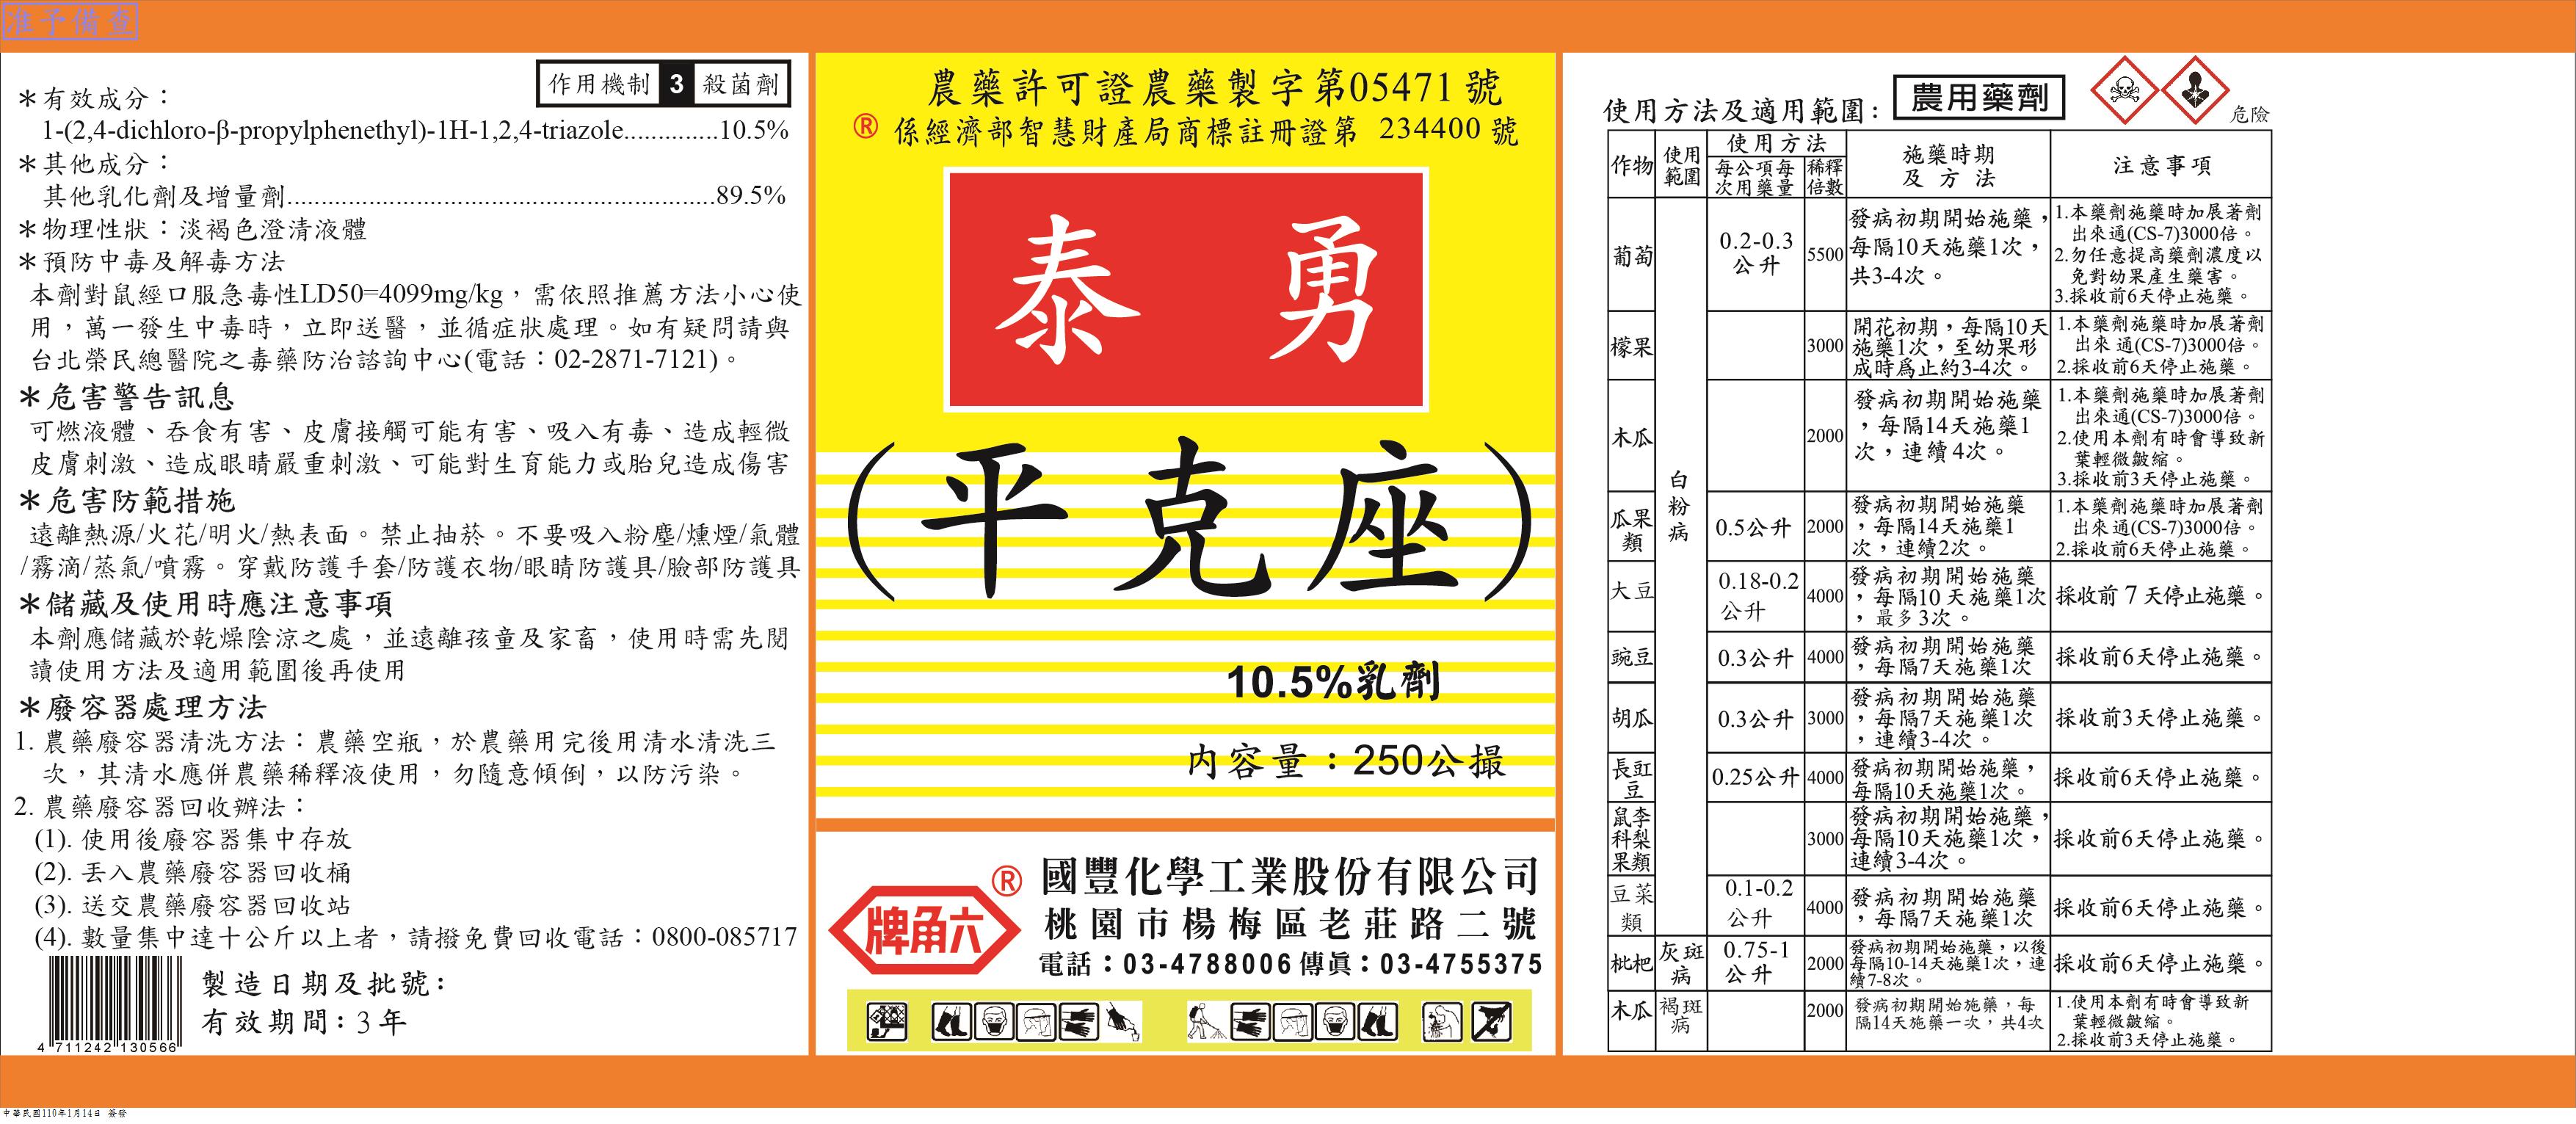 准予備查
作用機制 3 殺菌劑
＊有效成分：
1-(2,4-dichloro-β-propylphenethyl)-1H-1,2,4-triazole..............10.5%
＊其他成分：
其他乳化劑及增量劑..............................................................89.5%
＊物理性狀：淡褐色澄清液體
＊預防中毒及解毒方法
本劑對鼠經口服急毒性LD50=4099mg/kg，需依照推薦方法小心使
用，萬一發生中毒時，立即送醫，並循症狀處理。如有疑問請與
台北榮民總醫院之毒藥防治諮詢中心(電話：02-2871-7121)。
＊危害警告訊息
可燃液體、吞食有害、皮膚接觸可能有害、吸入有毒、造成輕微
皮膚刺激、造成眼睛嚴重刺激、可能對生育能力或胎兒造成傷害
＊危害防範措施
遠離熱源/火花/明火/熱表面。禁止抽菸。不要吸入粉塵/燻煙/氣體
/霧滴/蒸氣/噴霧。穿戴防護手套/防護衣物/眼睛防護具/臉部防護具
＊儲藏及使用時應注意事項
本劑應儲藏於乾燥陰涼之處，並遠離孩童及家畜，使用時需先閱
讀使用方法及適用範圍後再使用
＊廢容器處理方法
1. 農藥廢容器清洗方法：農藥空瓶，於農藥用完後用清水清洗三
次，其清水應併農藥稀釋液使用，勿隨意傾倒，以防污染。
2. 農藥廢容器回收辦法：
(1). 使用後廢容器集中存放
(2). 丟入農藥廢容器回收桶
(3). 送交農藥廢容器回收站
(4). 數量集中達十公斤以上者，請撥免費回收電話：0800-085717
製造日期及批號:
有效期間: 3 年
4 711242 130566
農藥許可證農藥製字第05471號
® 係經濟部智慧財產局商標註冊證第 234400 號
泰勇
(平克座)
10.5%乳劑
內容量：250公撮
牌角六 ®
國豐化學工業股份有限公司
桃園市楊梅區老莊路二號
電話：03-4788006 傳真：03-4755375
使用方法及適用範圍: 農用藥劑
危險
作物 使用範圍 使用方法 施藥時期及方法 注意事項
每公頃每次用藥量 稀釋倍數
白粉病
葡萄 0.2-0.3公升 5500 發病初期開始施藥，每隔10天施藥1次，共3-4次。 1.本藥劑施藥時加展著劑出來通(CS-7)3000倍。2.勿任意提高藥劑濃度以免對幼果產生藥害。3.採收前6天停止施藥。
檬果 3000 開花初期，每隔10天施藥1次，至幼果形成時為止約3-4次。 1.本藥劑施藥時加展著劑出來通(CS-7)3000倍。2.採收前6天停止施藥。
木瓜 2000 發病初期開始施藥，每隔14天施藥1次，連續4次。 1.本藥劑施藥時加展著劑出來通(CS-7)3000倍。2.使用本劑有時會導致新葉輕微皺縮。3.採收前3天停止施藥。
瓜果類 0.5公升 2000 發病初期開始施藥，每隔14天施藥1次，連續2次。 1.本藥劑施藥時加展著劑出來通(CS-7)3000倍。2.採收前6天停止施藥。
大豆 0.18-0.2公升 4000 發病初期開始施藥，每隔10天施藥1次，最多3次。 採收前7天停止施藥。
豌豆 0.3公升 4000 發病初期開始施藥，每隔7天施藥1次 採收前6天停止施藥。
胡瓜 0.3公升 3000 發病初期開始施藥，每隔7天施藥1次，連續3-4次。 採收前3天停止施藥。
長豇豆 0.25公升 4000 發病初期開始施藥，每隔10天施藥1次。 採收前6天停止施藥。
鼠李科梨果類 3000 發病初期開始施藥，每隔10天施藥1次，連續3-4次。 採收前6天停止施藥。
豆菜類 0.1-0.2公升 4000 發病初期開始施藥，每隔7天施藥1次 採收前6天停止施藥。
枇杷 灰斑病 0.75-1公升 2000 發病初期開始施藥，以後每隔10-14天施藥1次，連續7-8次。 採收前6天停止施藥。
木瓜 褐斑病 2000 發病初期開始施藥，每隔14天施藥一次，共4次 1.使用本劑有時會導致新葉輕微皺縮。2.採收前3天停止施藥。
中華民國110年1月14日 簽發